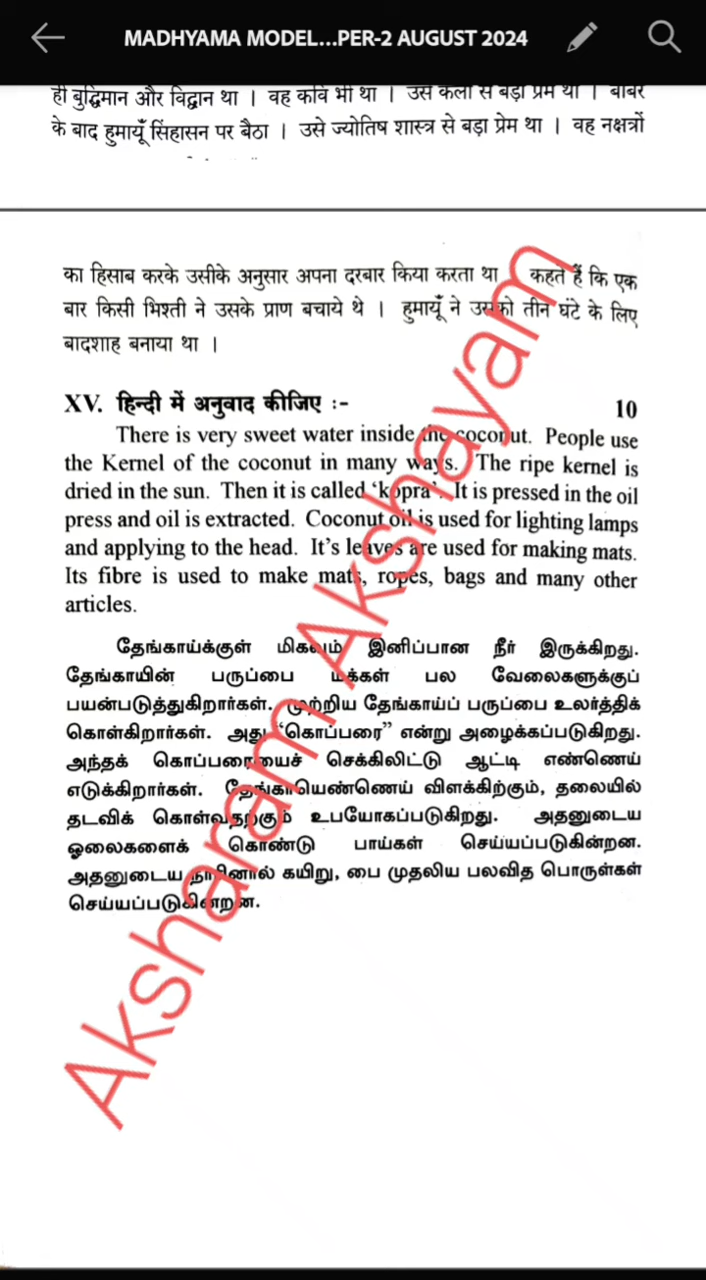 MADHYAMA MODEL...PER-2 AUGUST 2024
ही बुद्धिमान और विद्वान था । वह कवि भी था । उसे कला से बड़ा प्रेम था । बाबर
के बाद हुमायूँ सिंहासन पर बैठा । उसे ज्योतिष शास्त्र से बड़ा प्रेम था । वह नक्षत्रों
का हिसाब करके उसीके अनुसार अपना दरबार किया करता था । कहते हैं कि एक
बार किसी भिश्ती ने उसके प्राण बचाये थे । हुमायूँ ने उसको तीन घंटे के लिए
बादशाह बनाया था ।
XV. हिन्दी में अनुवाद कीजिए :- 10
There is very sweet water inside the coconut. People use
the Kernel of the coconut in many ways. The ripe kernel is
dried in the sun. Then it is called ‘kopra’. It is pressed in the oil
press and oil is extracted. Coconut oil is used for lighting lamps
and applying to the head. It’s leaves are used for making mats.
Its fibre is used to make mats, ropes, bags and many other
articles.
தேங்காய்க்குள் மிகவும் இனிப்பான நீர் இருக்கிறது.
தேங்காயின் பருப்பை மக்கள் பல வேலைகளுக்குப்
பயன்படுத்துகிறார்கள். முற்றிய தேங்காய்ப் பருப்பை உலர்த்திக்
கொள்கிறார்கள். அது “கொப்பரை” என்று அழைக்கப்படுகிறது.
அந்தக் கொப்பரையைச் செக்கிலிட்டு ஆட்டி எண்ணெய்
எடுக்கிறார்கள். தேங்காயெண்ணெய் விளக்கிற்கும், தலையில்
தடவிக் கொள்வதற்கும் உபயோகப்படுகிறது. அதனுடைய
ஓலைகளைக் கொண்டு பாய்கள் செய்யப்படுகின்றன.
அதனுடைய நாரினால் கயிறு, பை முதலிய பலவித பொருள்கள்
செய்யப்படுகின்றன.
Aksharam Akshayam